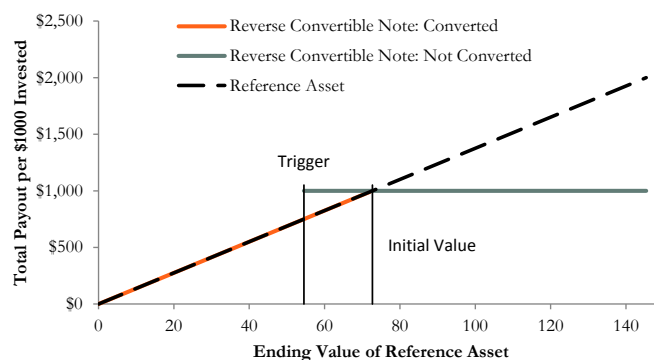 $2,500
Reverse Convertible Note: Converted
Reverse Convertible Note: Not Converted
Reference Asset
$2,000
$1,500
$1,000
$500
$0
Total Payout per $1000 Invested
Trigger
Initial Value
0 20 40 60 80 100 120 140
Ending Value of Reference Asset